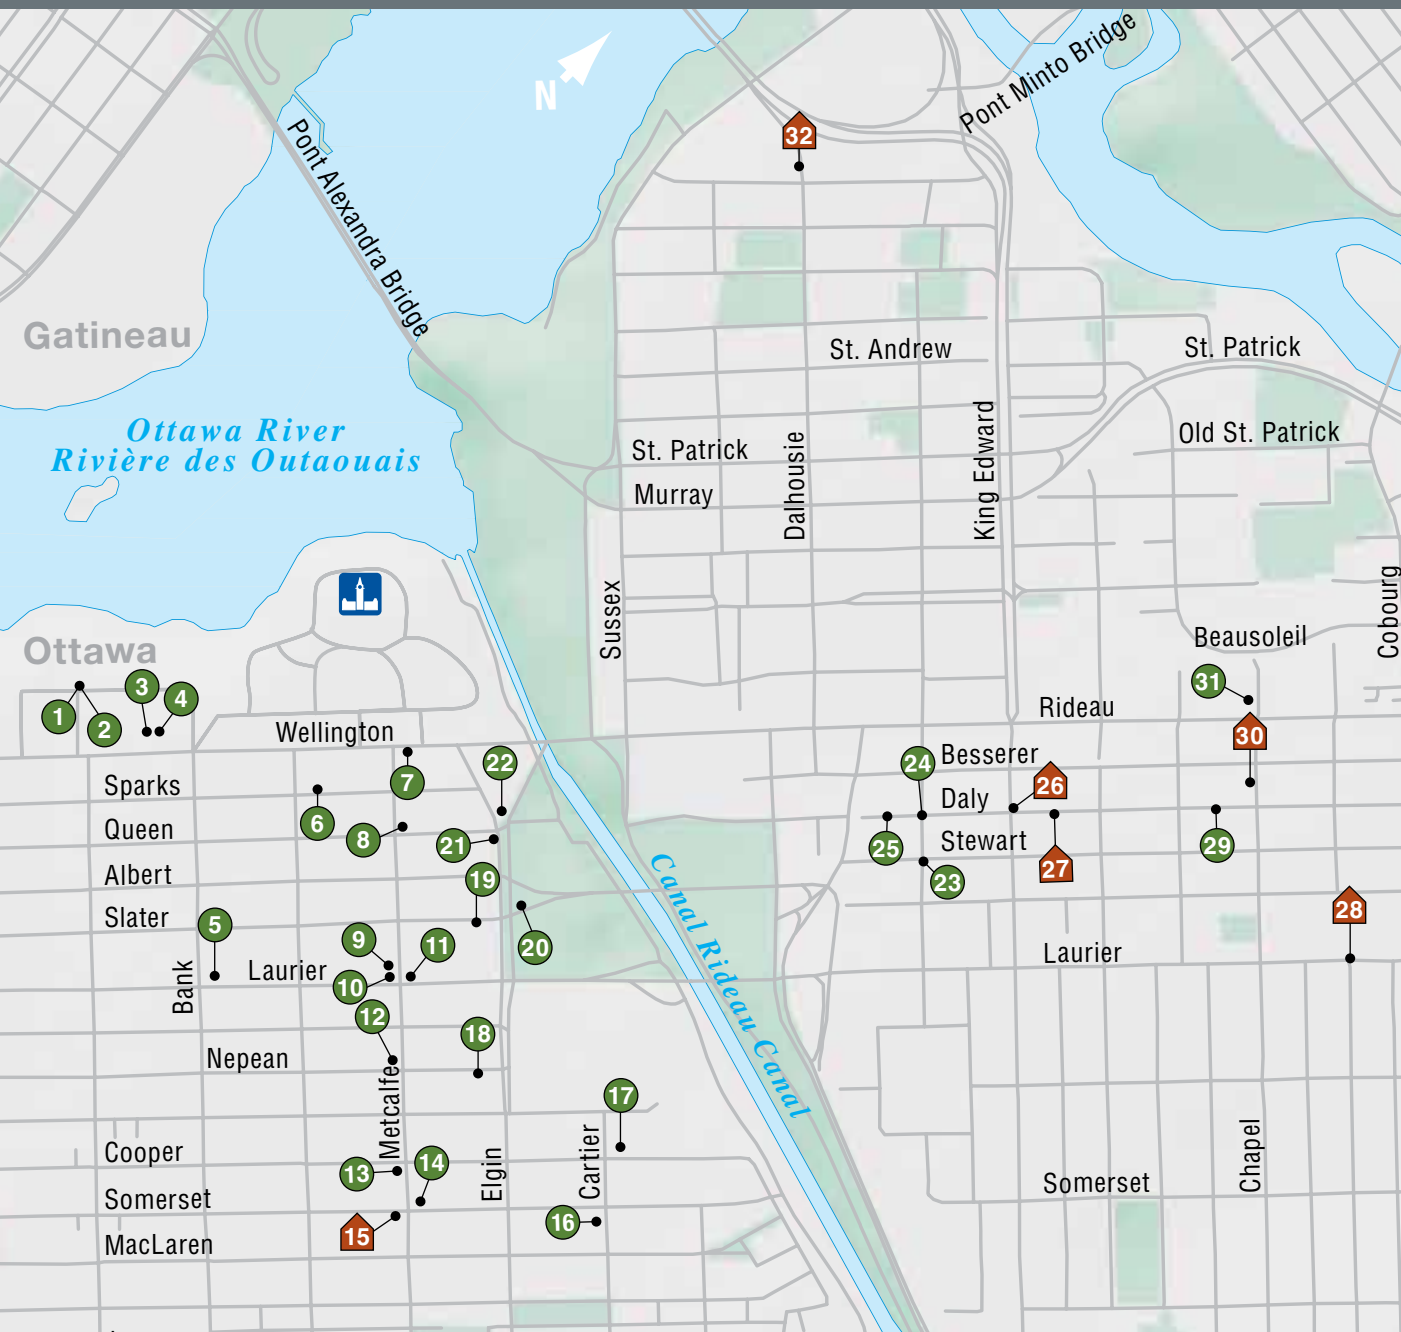 N
32
Pont Minto Bridge
Pont Alexandra Bridge
Gatineau
St. Andrew
St. Patrick
Ottawa River
Rivière des Outaouais
St. Patrick
Old St. Patrick
Murray
Dalhousie
King Edward
Sussex
Cobourg
Beausoleil
Ottawa
3
4
1
2
31
Rideau
30
Wellington
22
24
Besserer
7
26
Sparks
Daly
6
Queen
8
21
25
Stewart
29
27
Albert
19
23
Canal Rideau Canal
Slater
5
28
9
11
20
Bank
Laurier
10
Laurier
12
18
Nepean
Metcalfe
17
Cooper
13
14
Elgin
Cartier
Chapel
Somerset
Somerset
15
16
MacLaren